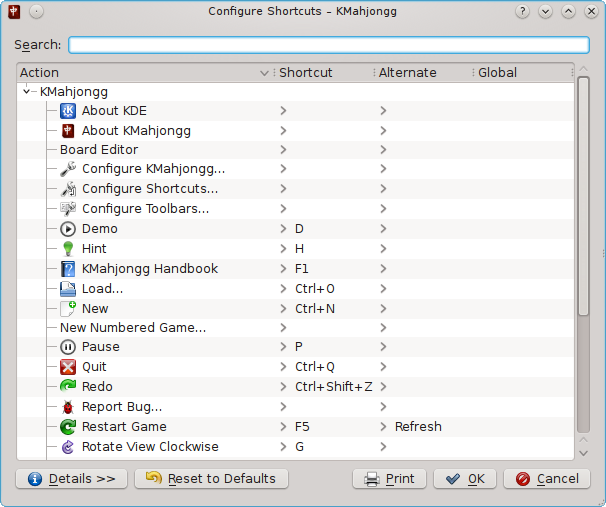 Configure Shortcuts – KMahjongg
Search:
Action Shortcut Alternate Global
KMahjongg
About KDE
About KMahjongg
Board Editor
Configure KMahjongg...
Configure Shortcuts...
Configure Toolbars...
Demo D
Hint H
KMahjongg Handbook F1
Load... Ctrl+O
New Ctrl+N
New Numbered Game...
Pause P
Quit Ctrl+Q
Redo Ctrl+Shift+Z
Report Bug...
Restart Game F5 Refresh
Rotate View Clockwise G
Details >> Reset to Defaults Print OK Cancel